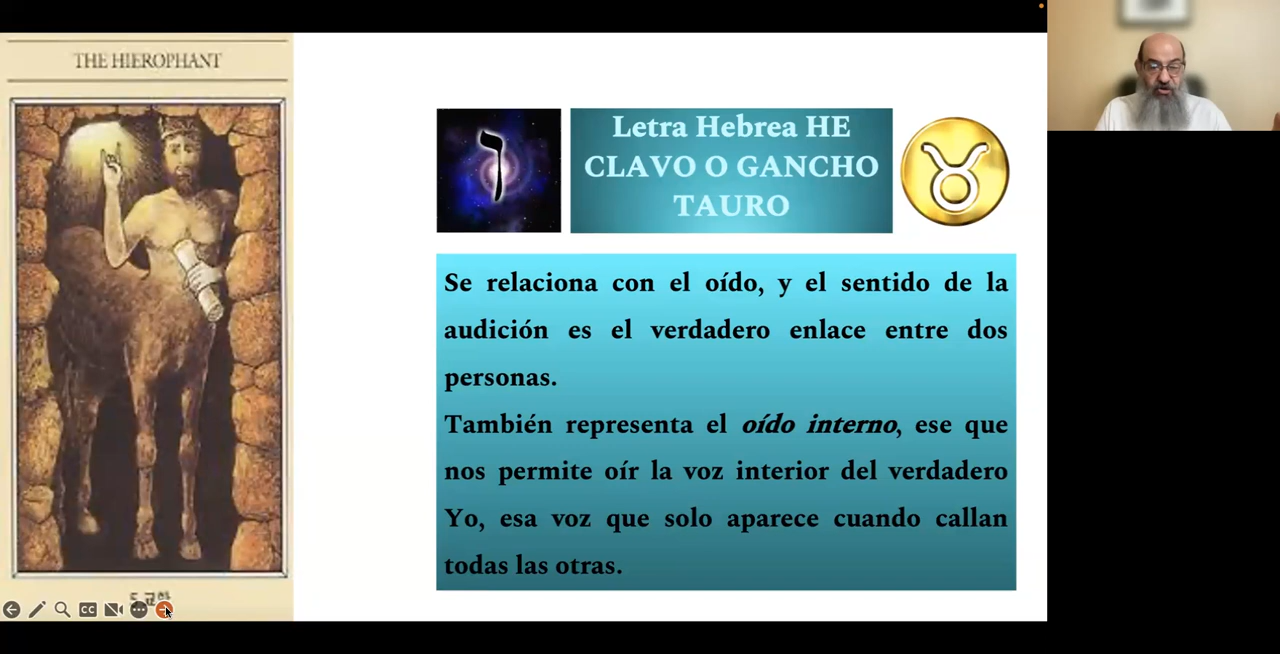 THE HIEROPHANT
ו
Letra Hebrea HE
CLAVO O GANCHO
TAURO
Se relaciona con el oído, y el sentido de la
audición es el verdadero enlace entre dos
personas.
También representa el oído interno, ese que
nos permite oír la voz interior del verdadero
Yo, esa voz que solo aparece cuando callan
todas las otras.
CC